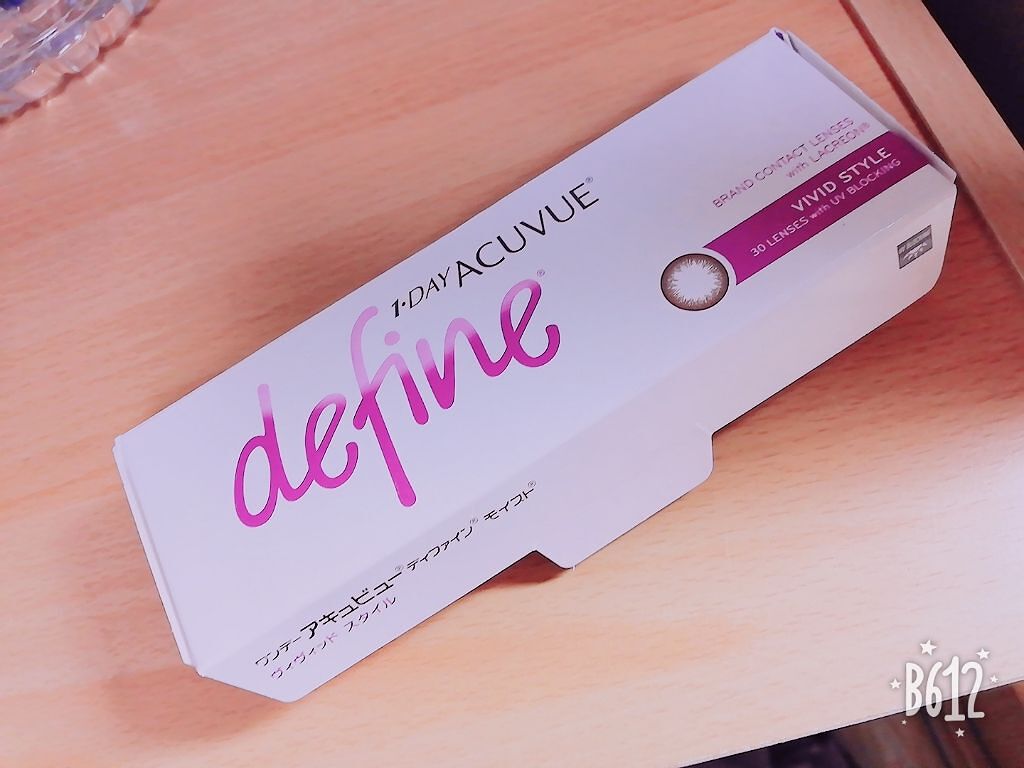 1·DAY ACUVUE®
define®
BRAND CONTACT LENSES
with LACREON®
VIVID STYLE
30 LENSES with UV BLOCKING
ワンデー アキュビュー® ディファイン® モイスト®
ヴィヴィッド スタイル
B612